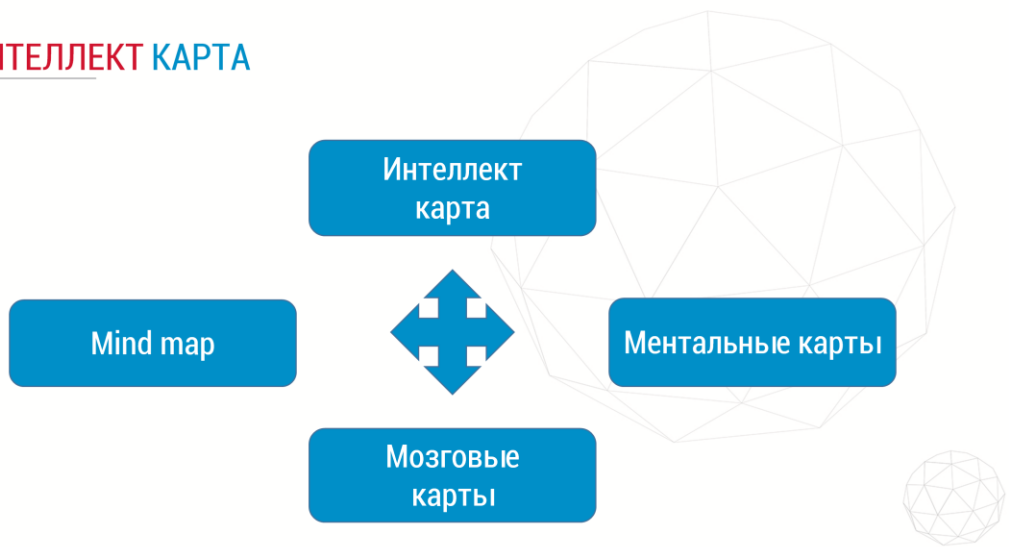 НТЕЛЛЕКТ КАРТА
Интеллект
карта
Mind map
Ментальные карты
Мозговые
карты